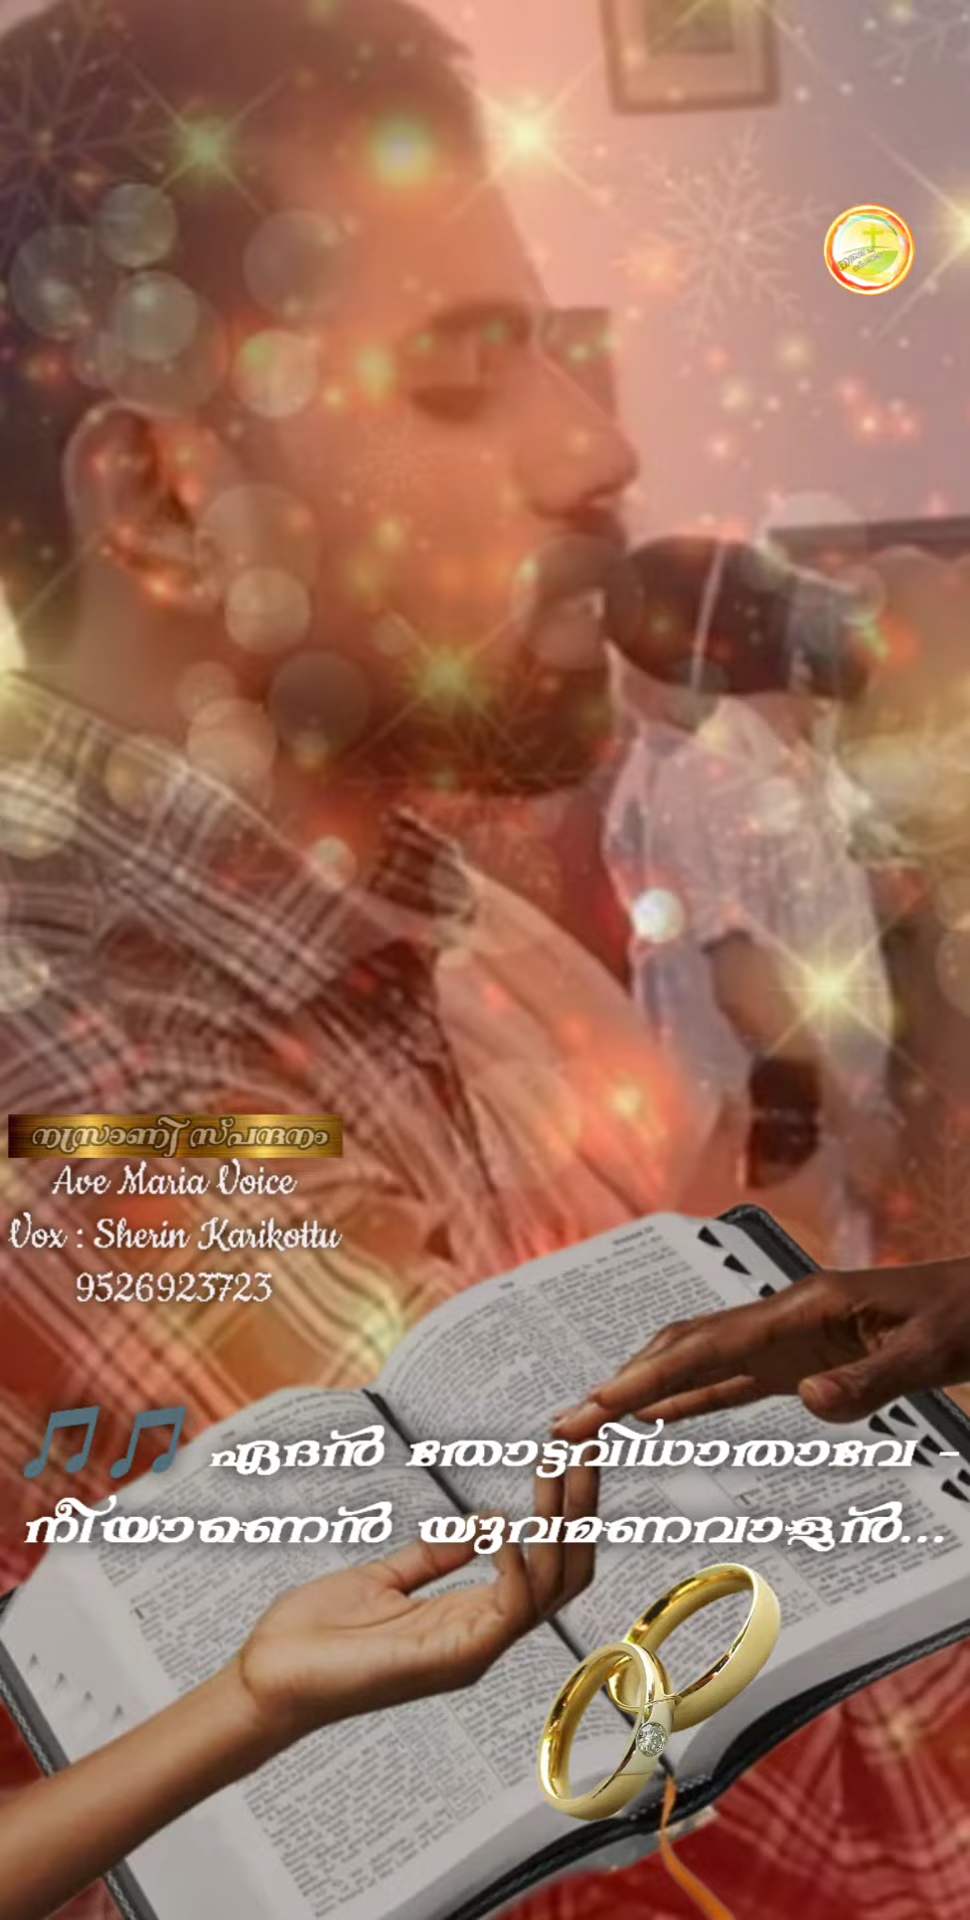 നസ്രാണി സ്പന്ദനം
Ave Maria Voice
Vox : Sherin Karikottu
9526923723
ഏദൻ തോട്ടവിധാതാവേ -
നീയാണെൻ യുവമണവാളൻ...